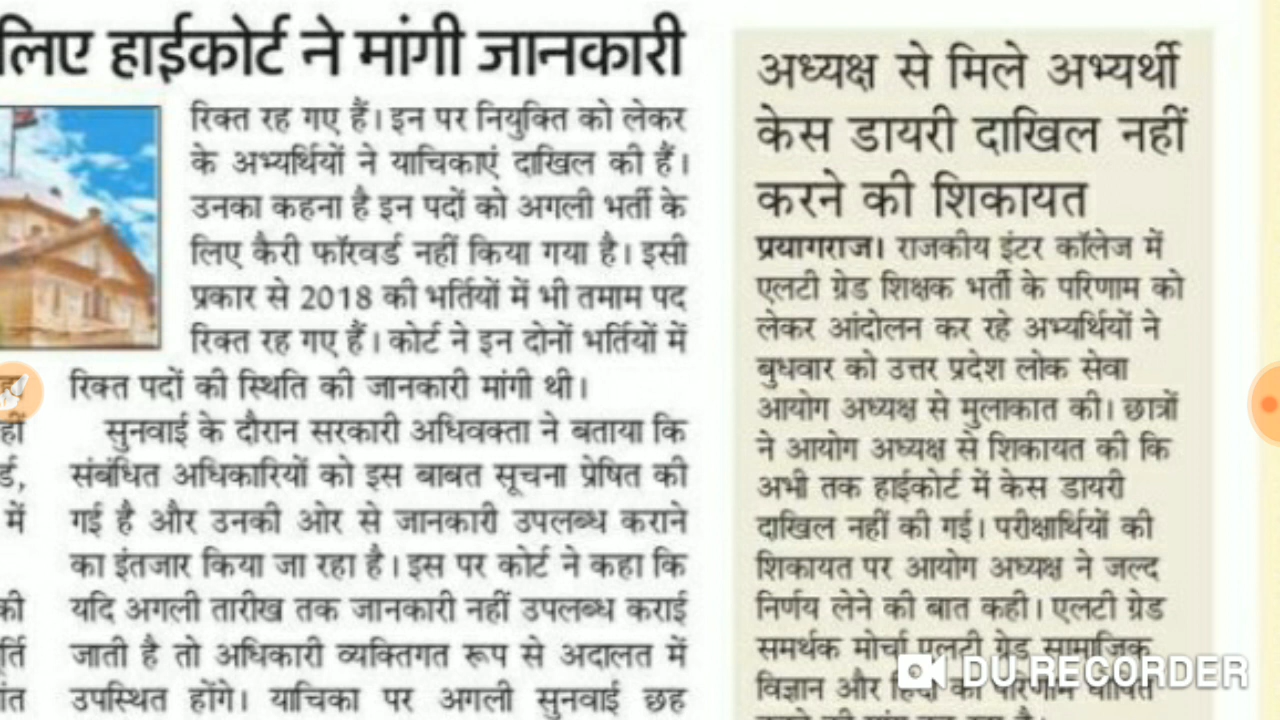 लिए हाईकोर्ट ने मांगी जानकारी
रिक्त रह गए हैं। इन पर नियुक्ति को लेकर
के अभ्यर्थियों ने याचिकाएं दाखिल की हैं।
उनका कहना है इन पदों को अगली भर्ती के
लिए कैरी फॉरवर्ड नहीं किया गया है। इसी
प्रकार से 2018 की भर्तियों में भी तमाम पद
रिक्त रह गए हैं। कोर्ट ने इन दोनों भर्तियों में
रिक्त पदों की स्थिति की जानकारी मांगी थी।
सुनवाई के दौरान सरकारी अधिवक्ता ने बताया कि
संबंधित अधिकारियों को इस बाबत सूचना प्रेषित की
में गई है और उनकी ओर से जानकारी उपलब्ध कराने
का इंतजार किया जा रहा है। इस पर कोर्ट ने कहा कि
की यदि अगली तारीख तक जानकारी नहीं उपलब्ध कराई
जाती है तो अधिकारी व्यक्तिगत रूप से अदालत में
उपस्थित होंगे। याचिका पर अगली सुनवाई छह
अध्यक्ष से मिले अभ्यर्थी
केस डायरी दाखिल नहीं
करने की शिकायत
प्रयागराज। राजकीय इंटर कॉलेज में
एलटी ग्रेड शिक्षक भर्ती के परिणाम को
लेकर आंदोलन कर रहे अभ्यर्थियों ने
बुधवार को उत्तर प्रदेश लोक सेवा
आयोग अध्यक्ष से मुलाकात की। छात्रों
ने आयोग अध्यक्ष से शिकायत की कि
अभी तक हाईकोर्ट में केस डायरी
दाखिल नहीं की गई। परीक्षार्थियों की
शिकायत पर आयोग अध्यक्ष ने जल्द
निर्णय लेने की बात कही। एलटी ग्रेड
समर्थक मोर्चा एलटी ग्रेड सामाजिक
विज्ञान और हिंदी का परिणाम घोषित
DU RECORDER